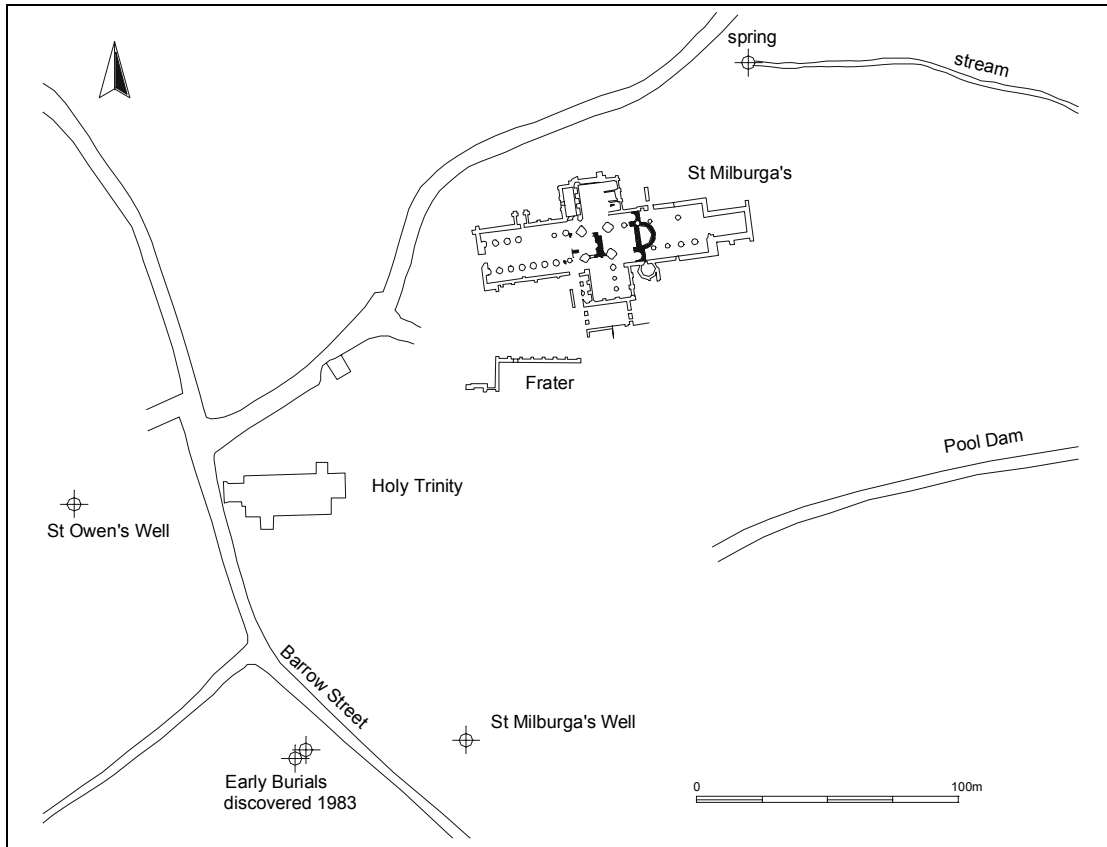 spring
stream
St Milburga's
Frater
Pool Dam
Holy Trinity
St Owen's Well
Barrow Street
St Milburga's Well
Early Burials
discovered 1983
0
100m